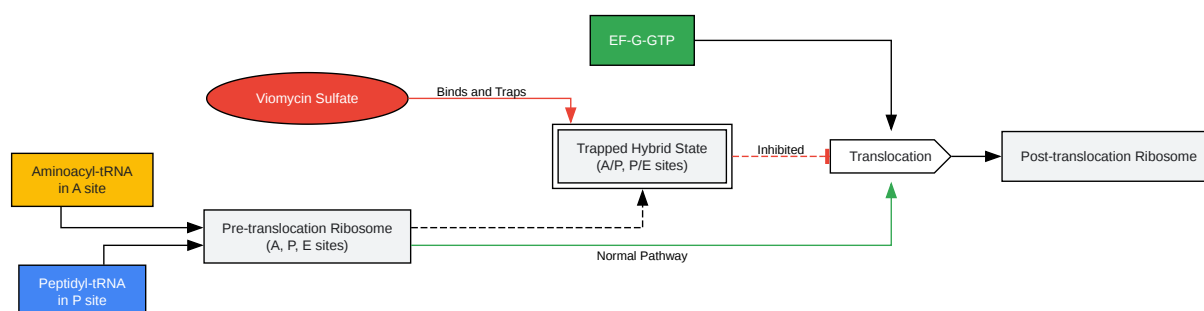 EF-G-GTP
Viomycin Sulfate
Binds and Traps
Trapped Hybrid State
(A/P, P/E sites)
Inhibited
Translocation
Post-translocation Ribosome
Aminoacyl-tRNA
in A site
Pre-translocation Ribosome
(A, P, E sites)
Normal Pathway
Peptidyl-tRNA
in P site